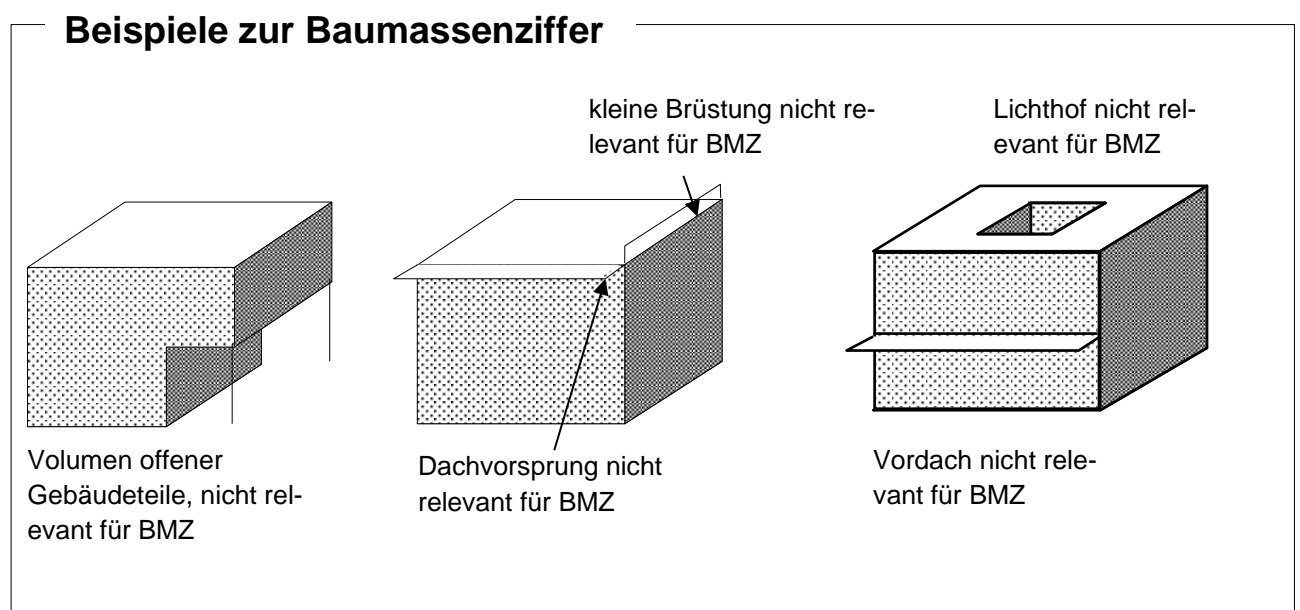 Beispiele zur Baumassenziffer
kleine Brüstung nicht re-
levant für BMZ
Lichthof nicht rel-
evant für BMZ
Volumen offener
Gebäudeteile, nicht rel-
evant für BMZ
Dachvorsprung nicht
relevant für BMZ
Vordach nicht rele-
vant für BMZ